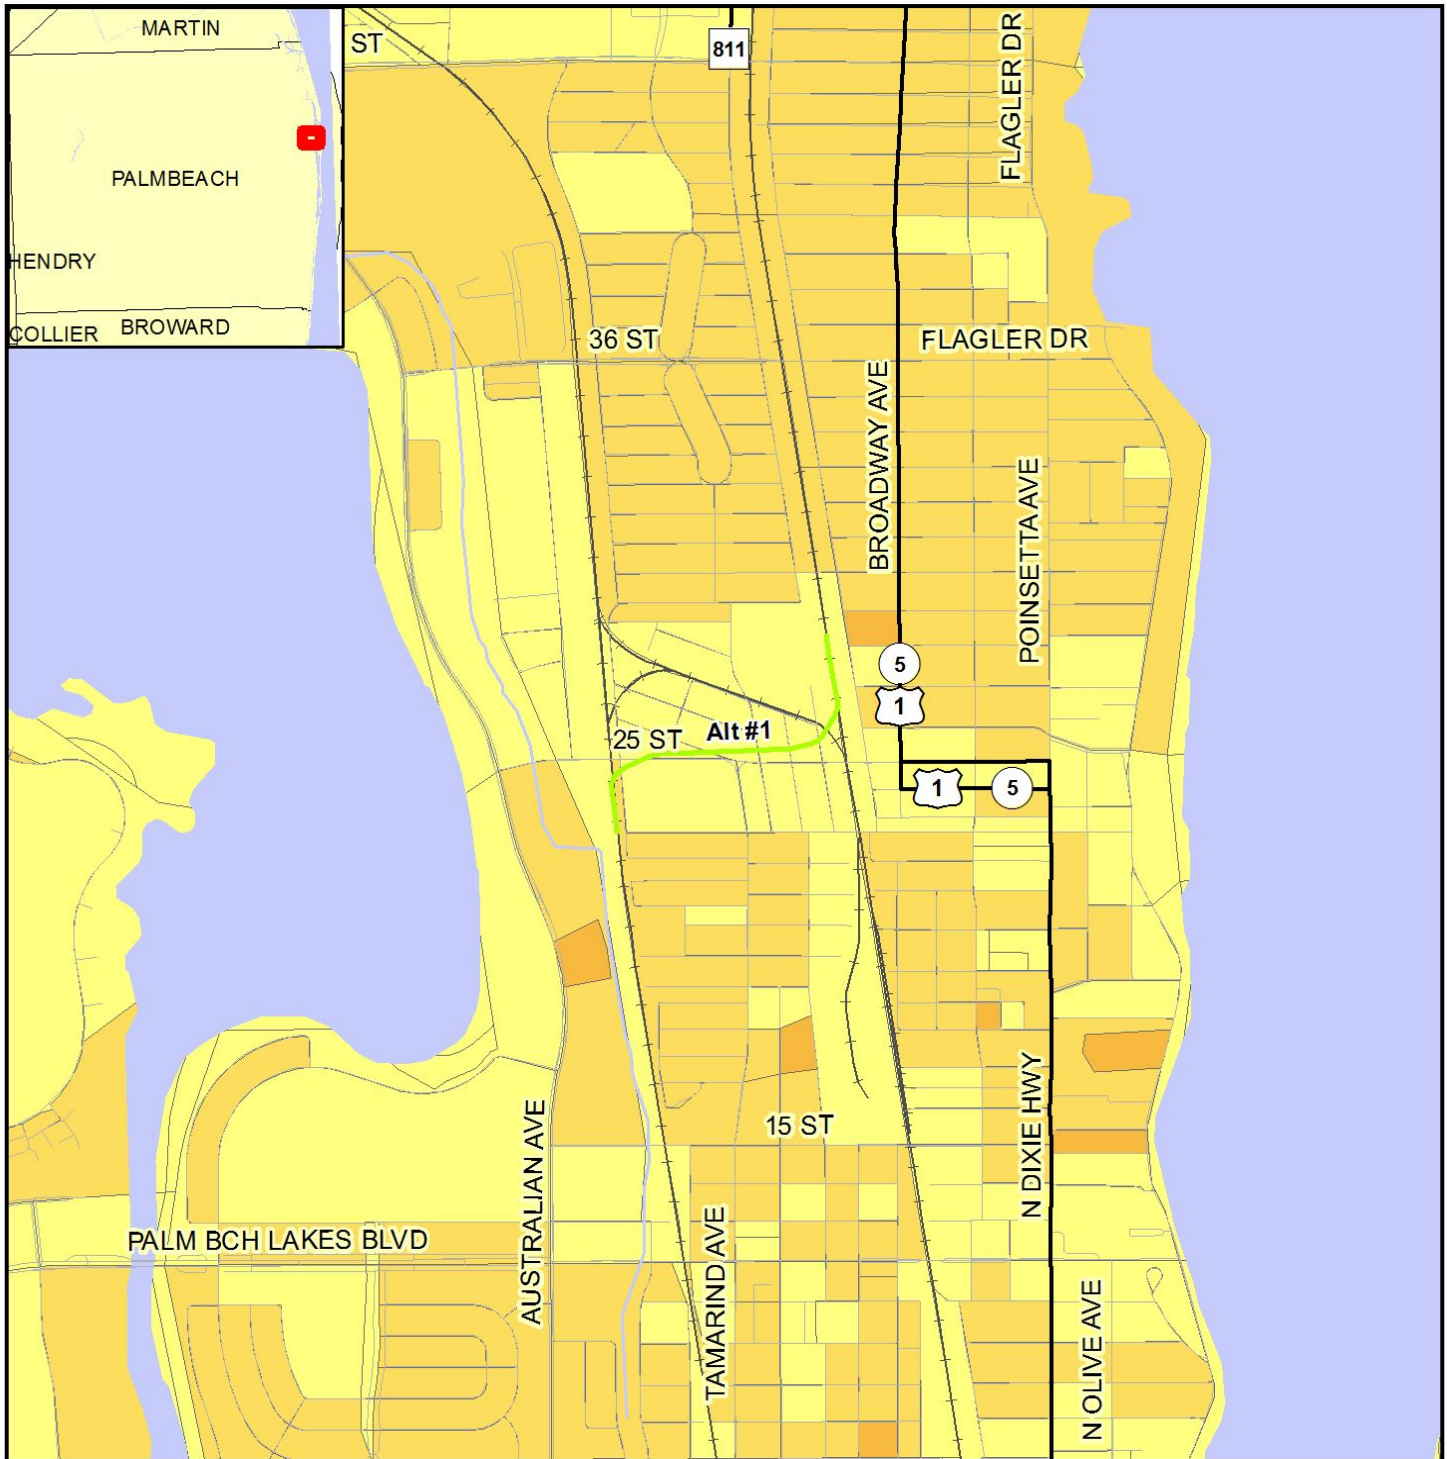 MARTIN
PALMBEACH
HENDRY
COLLIER
BROWARD
ST
811
FLAGLER DR
36 ST
FLAGLER DR
BROADWAY AVE
POINSETTA AVE
5
1
25 ST
Alt #1
1
5
15 ST
N DIXIE HWY
AUSTRALIAN AVE
PALM BCH LAKES BLVD
TAMARIND AVE
N OLIVE AVE